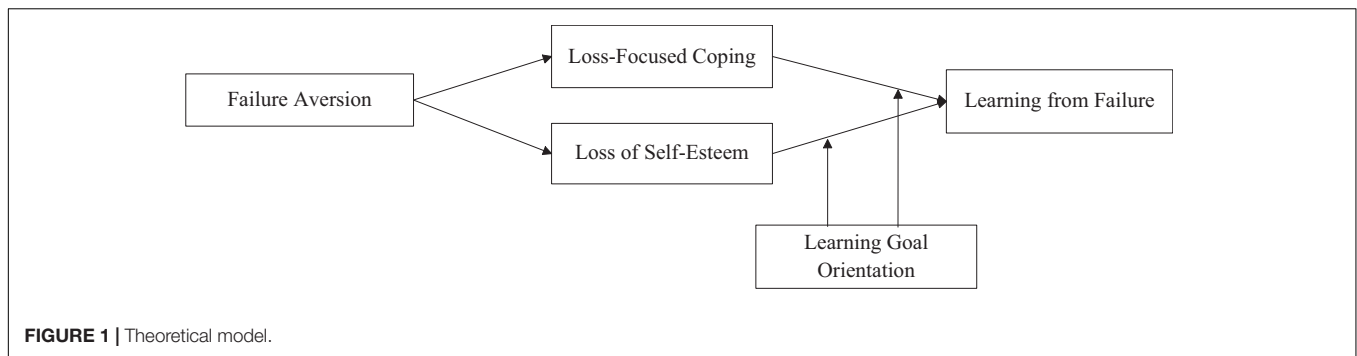 Loss-Focused Coping
Failure Aversion
Learning from Failure
Loss of Self-Esteem
Learning Goal
Orientation
FIGURE 1 | Theoretical model.